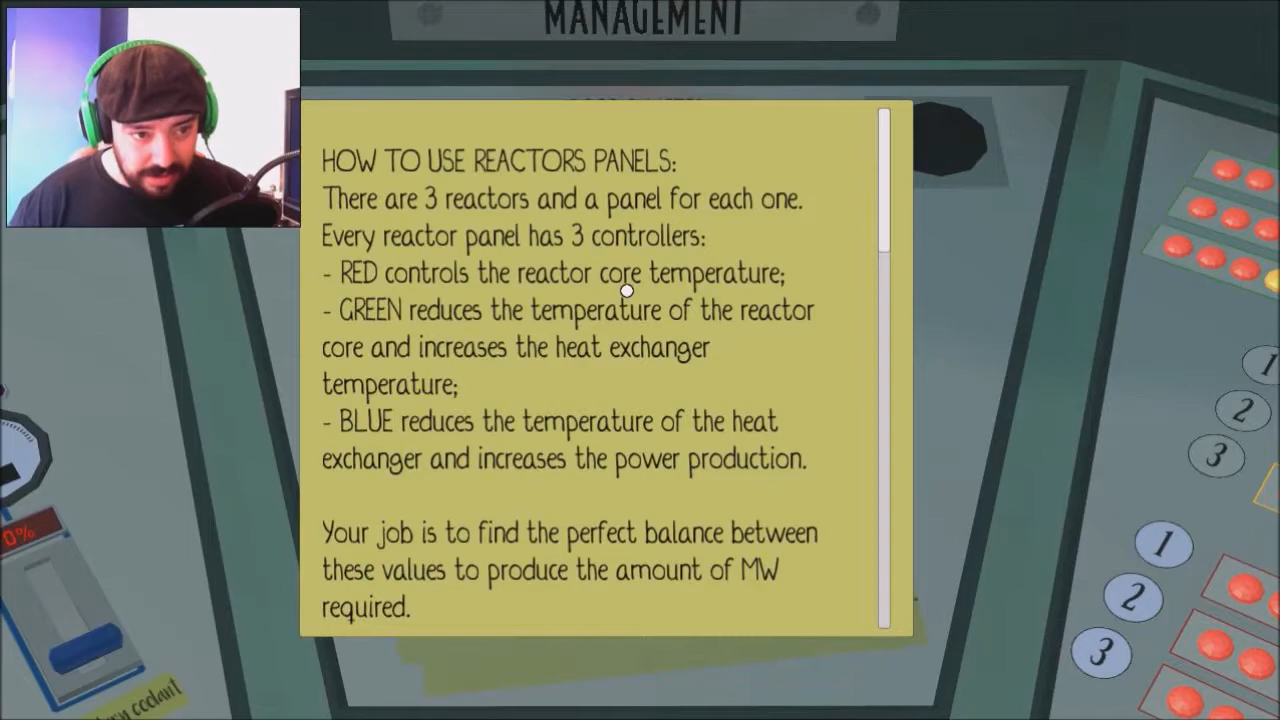 MANAGEMENT
HOW TO USE REACTORS PANELS:
There are 3 reactors and a panel for each one.
Every reactor panel has 3 controllers:
- RED controls the reactor core temperature;
- GREEN reduces the temperature of the reactor
core and increases the heat exchanger
temperature;
- BLUE reduces the temperature of the heat
exchanger and increases the power production.
Your job is to find the perfect balance between
these values to produce the amount of MW
required.
0%
coolant
1
2
3
1
2
3